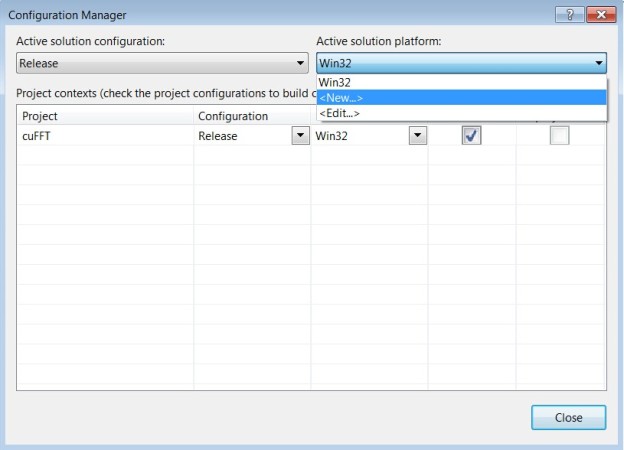 Configuration Manager
Active solution configuration:
Active solution platform:
Release
Win32
Win32
<New...>
<Edit...>
Project contexts (check the project configurations to build
Project
Configuration
cuFFT
Release
Win32
Close